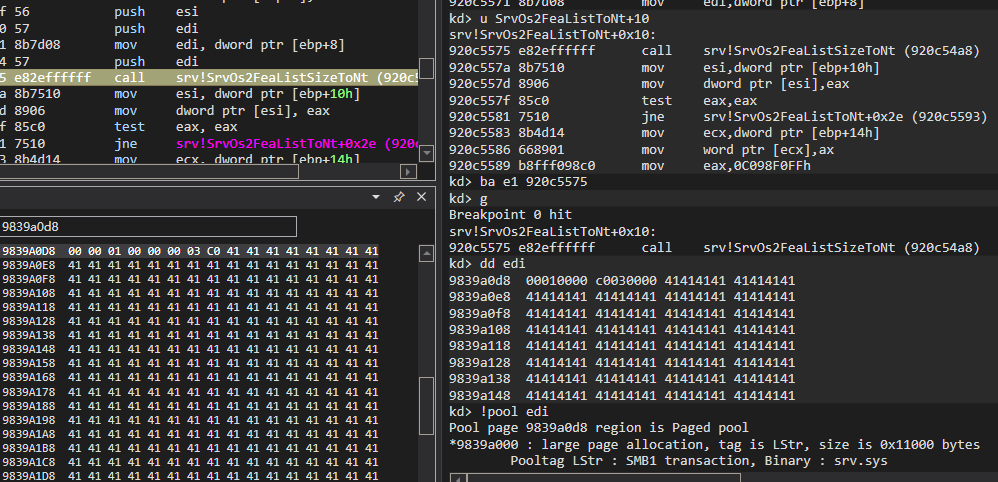 f 56 push esi
0 57 push edi
1 8b7d08 mov edi, dword ptr [ebp+8]
4 57 push edi
5 e82effffff call srv!SrvOs2FeaListSizeToNt (920c5
a 8b7510 mov esi, dword ptr [ebp+10h]
d 8906 mov dword ptr [esi], eax
f 85c0 test eax, eax
1 7510 jne srv!SrvOs2FeaListToNt+0x2e (920c5
3 8b4d14 mov ecx, dword ptr [ebp+14h]
9839a0d8
9839A0D8 00 00 01 00 00 00 03 C0 41 41 41 41 41 41 41 41
9839A0E8 41 41 41 41 41 41 41 41 41 41 41 41 41 41 41 41
9839A0F8 41 41 41 41 41 41 41 41 41 41 41 41 41 41 41 41
9839A108 41 41 41 41 41 41 41 41 41 41 41 41 41 41 41 41
9839A118 41 41 41 41 41 41 41 41 41 41 41 41 41 41 41 41
9839A128 41 41 41 41 41 41 41 41 41 41 41 41 41 41 41 41
9839A138 41 41 41 41 41 41 41 41 41 41 41 41 41 41 41 41
9839A148 41 41 41 41 41 41 41 41 41 41 41 41 41 41 41 41
9839A158 41 41 41 41 41 41 41 41 41 41 41 41 41 41 41 41
9839A168 41 41 41 41 41 41 41 41 41 41 41 41 41 41 41 41
9839A178 41 41 41 41 41 41 41 41 41 41 41 41 41 41 41 41
9839A188 41 41 41 41 41 41 41 41 41 41 41 41 41 41 41 41
9839A198 41 41 41 41 41 41 41 41 41 41 41 41 41 41 41 41
9839A1A8 41 41 41 41 41 41 41 41 41 41 41 41 41 41 41 41
9839A1B8 41 41 41 41 41 41 41 41 41 41 41 41 41 41 41 41
9839A1C8 41 41 41 41 41 41 41 41 41 41 41 41 41 41 41 41
9839A1D8 41 41 41 41 41 41 41 41 41 41 41 41 41 41 41 41
920c5571 8b7d08 mov edi,dword ptr [ebp+8]
kd> u SrvOs2FeaListToNt+10
srv!SrvOs2FeaListToNt+0x10:
920c5575 e82effffff call srv!SrvOs2FeaListSizeToNt (920c54a8)
920c557a 8b7510 mov esi,dword ptr [ebp+10h]
920c557d 8906 mov dword ptr [esi],eax
920c557f 85c0 test eax,eax
920c5581 7510 jne srv!SrvOs2FeaListToNt+0x2e (920c5593)
920c5583 8b4d14 mov ecx,dword ptr [ebp+14h]
920c5586 668901 mov word ptr [ecx],ax
920c5589 b8fff098c0 mov eax,0C098F0FFh
kd> ba e1 920c5575
kd> g
Breakpoint 0 hit
srv!SrvOs2FeaListToNt+0x10:
920c5575 e82effffff call srv!SrvOs2FeaListSizeToNt (920c54a8)
kd> dd edi
9839a0d8 00010000 c0030000 41414141 41414141
9839a0e8 41414141 41414141 41414141 41414141
9839a0f8 41414141 41414141 41414141 41414141
9839a108 41414141 41414141 41414141 41414141
9839a118 41414141 41414141 41414141 41414141
9839a128 41414141 41414141 41414141 41414141
9839a138 41414141 41414141 41414141 41414141
9839a148 41414141 41414141 41414141 41414141
kd> !pool edi
Pool page 9839a0d8 region is Paged pool
*9839a000 : large page allocation, tag is LStr, size is 0x11000 bytes
Pooltag LStr : SMB1 transaction, Binary : srv.sys